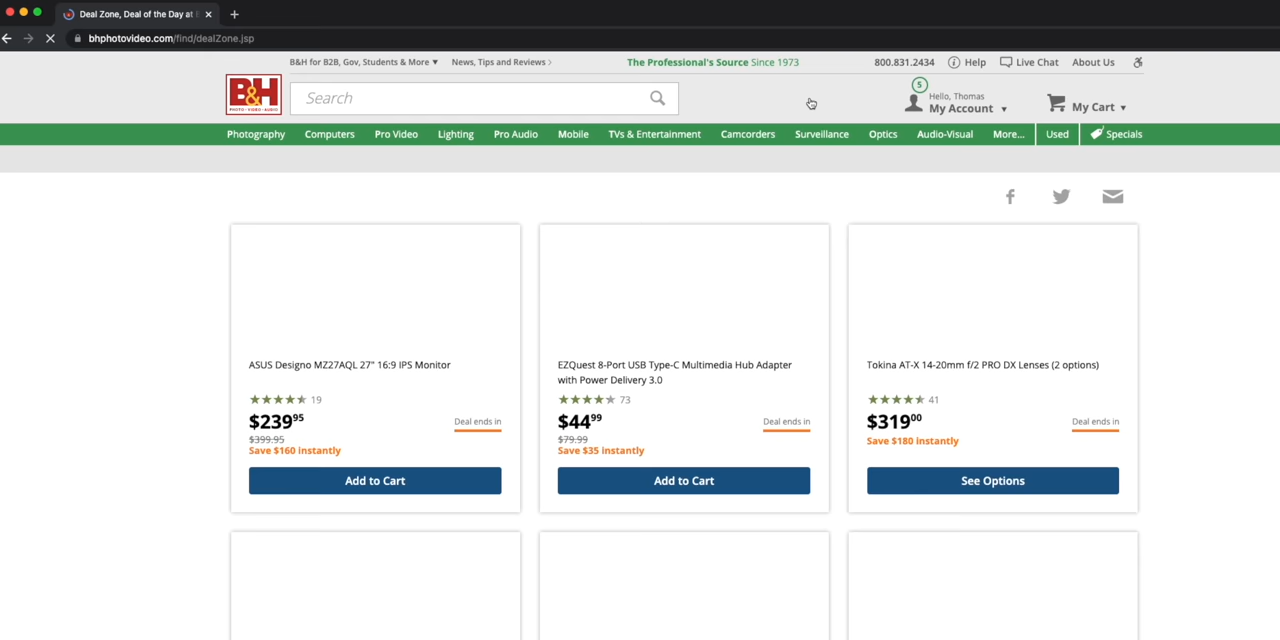 Deal Zone, Deal of the Day at
bhphotovideo.com/find/dealZone.jsp
B&H for B2B, Gov, Students & More ▾ News, Tips and Reviews › The Professional's Source Since 1973 800.831.2434 Help Live Chat About Us
B&H
PHOTO · VIDEO · AUDIO
Search
5
Hello, Thomas
My Account ▾
My Cart ▾
Photography Computers Pro Video Lighting Pro Audio Mobile TVs & Entertainment Camcorders Surveillance Optics Audio-Visual More... Used Specials
ASUS Designo MZ27AQL 27" 16:9 IPS Monitor
19
$239.95
Deal ends in
$399.95
Save $160 instantly
Add to Cart
EZQuest 8-Port USB Type-C Multimedia Hub Adapter
with Power Delivery 3.0
73
$44.99
Deal ends in
$79.99
Save $35 instantly
Add to Cart
Tokina AT-X 14-20mm f/2 PRO DX Lenses (2 options)
41
$319.00
Deal ends in
Save $180 instantly
See Options